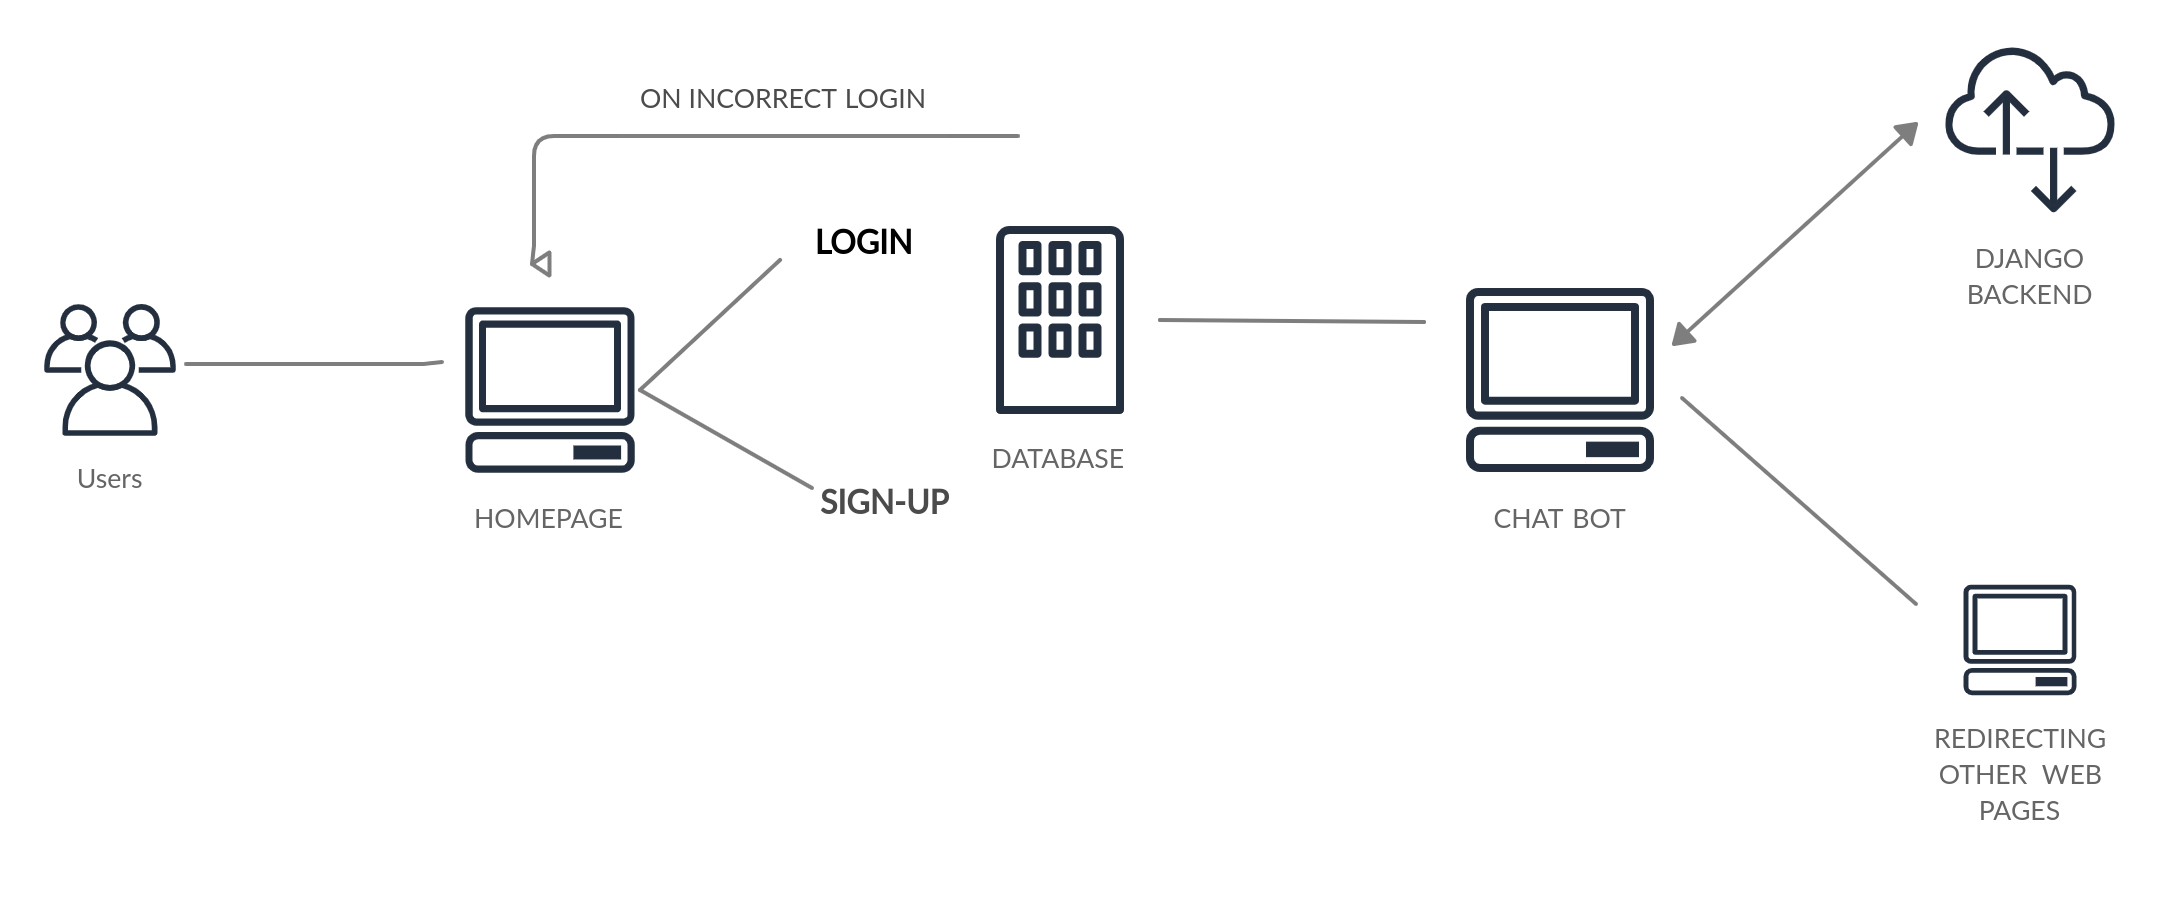 ON INCORRECT LOGIN
LOGIN
DJANGO
BACKEND
DATABASE
Users
SIGN-UP
HOMEPAGE
CHAT BOT
REDIRECTING
OTHER WEB
PAGES